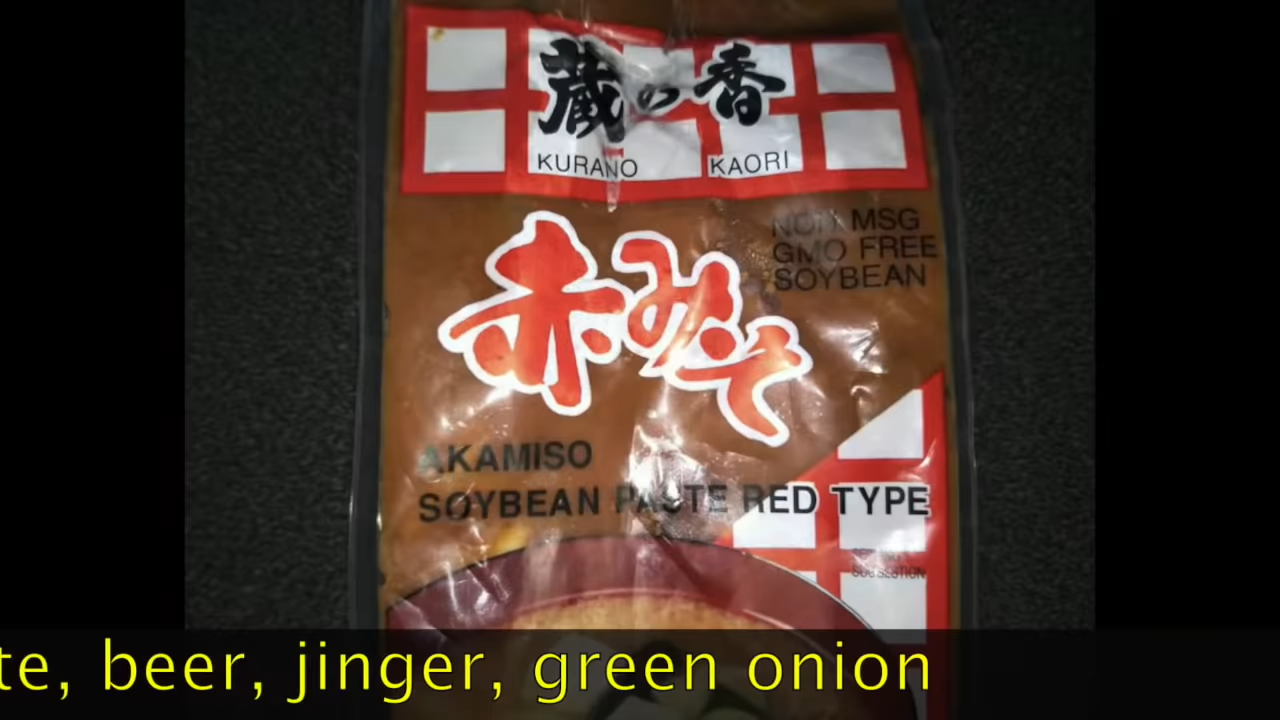 蔵の香
KURANO KAORI
NON MSG
GMO FREE
SOYBEAN
赤みそ
AKAMISO
SOYBEAN PASTE RED TYPE
SUGGESTION
te, beer, jinger, green onion